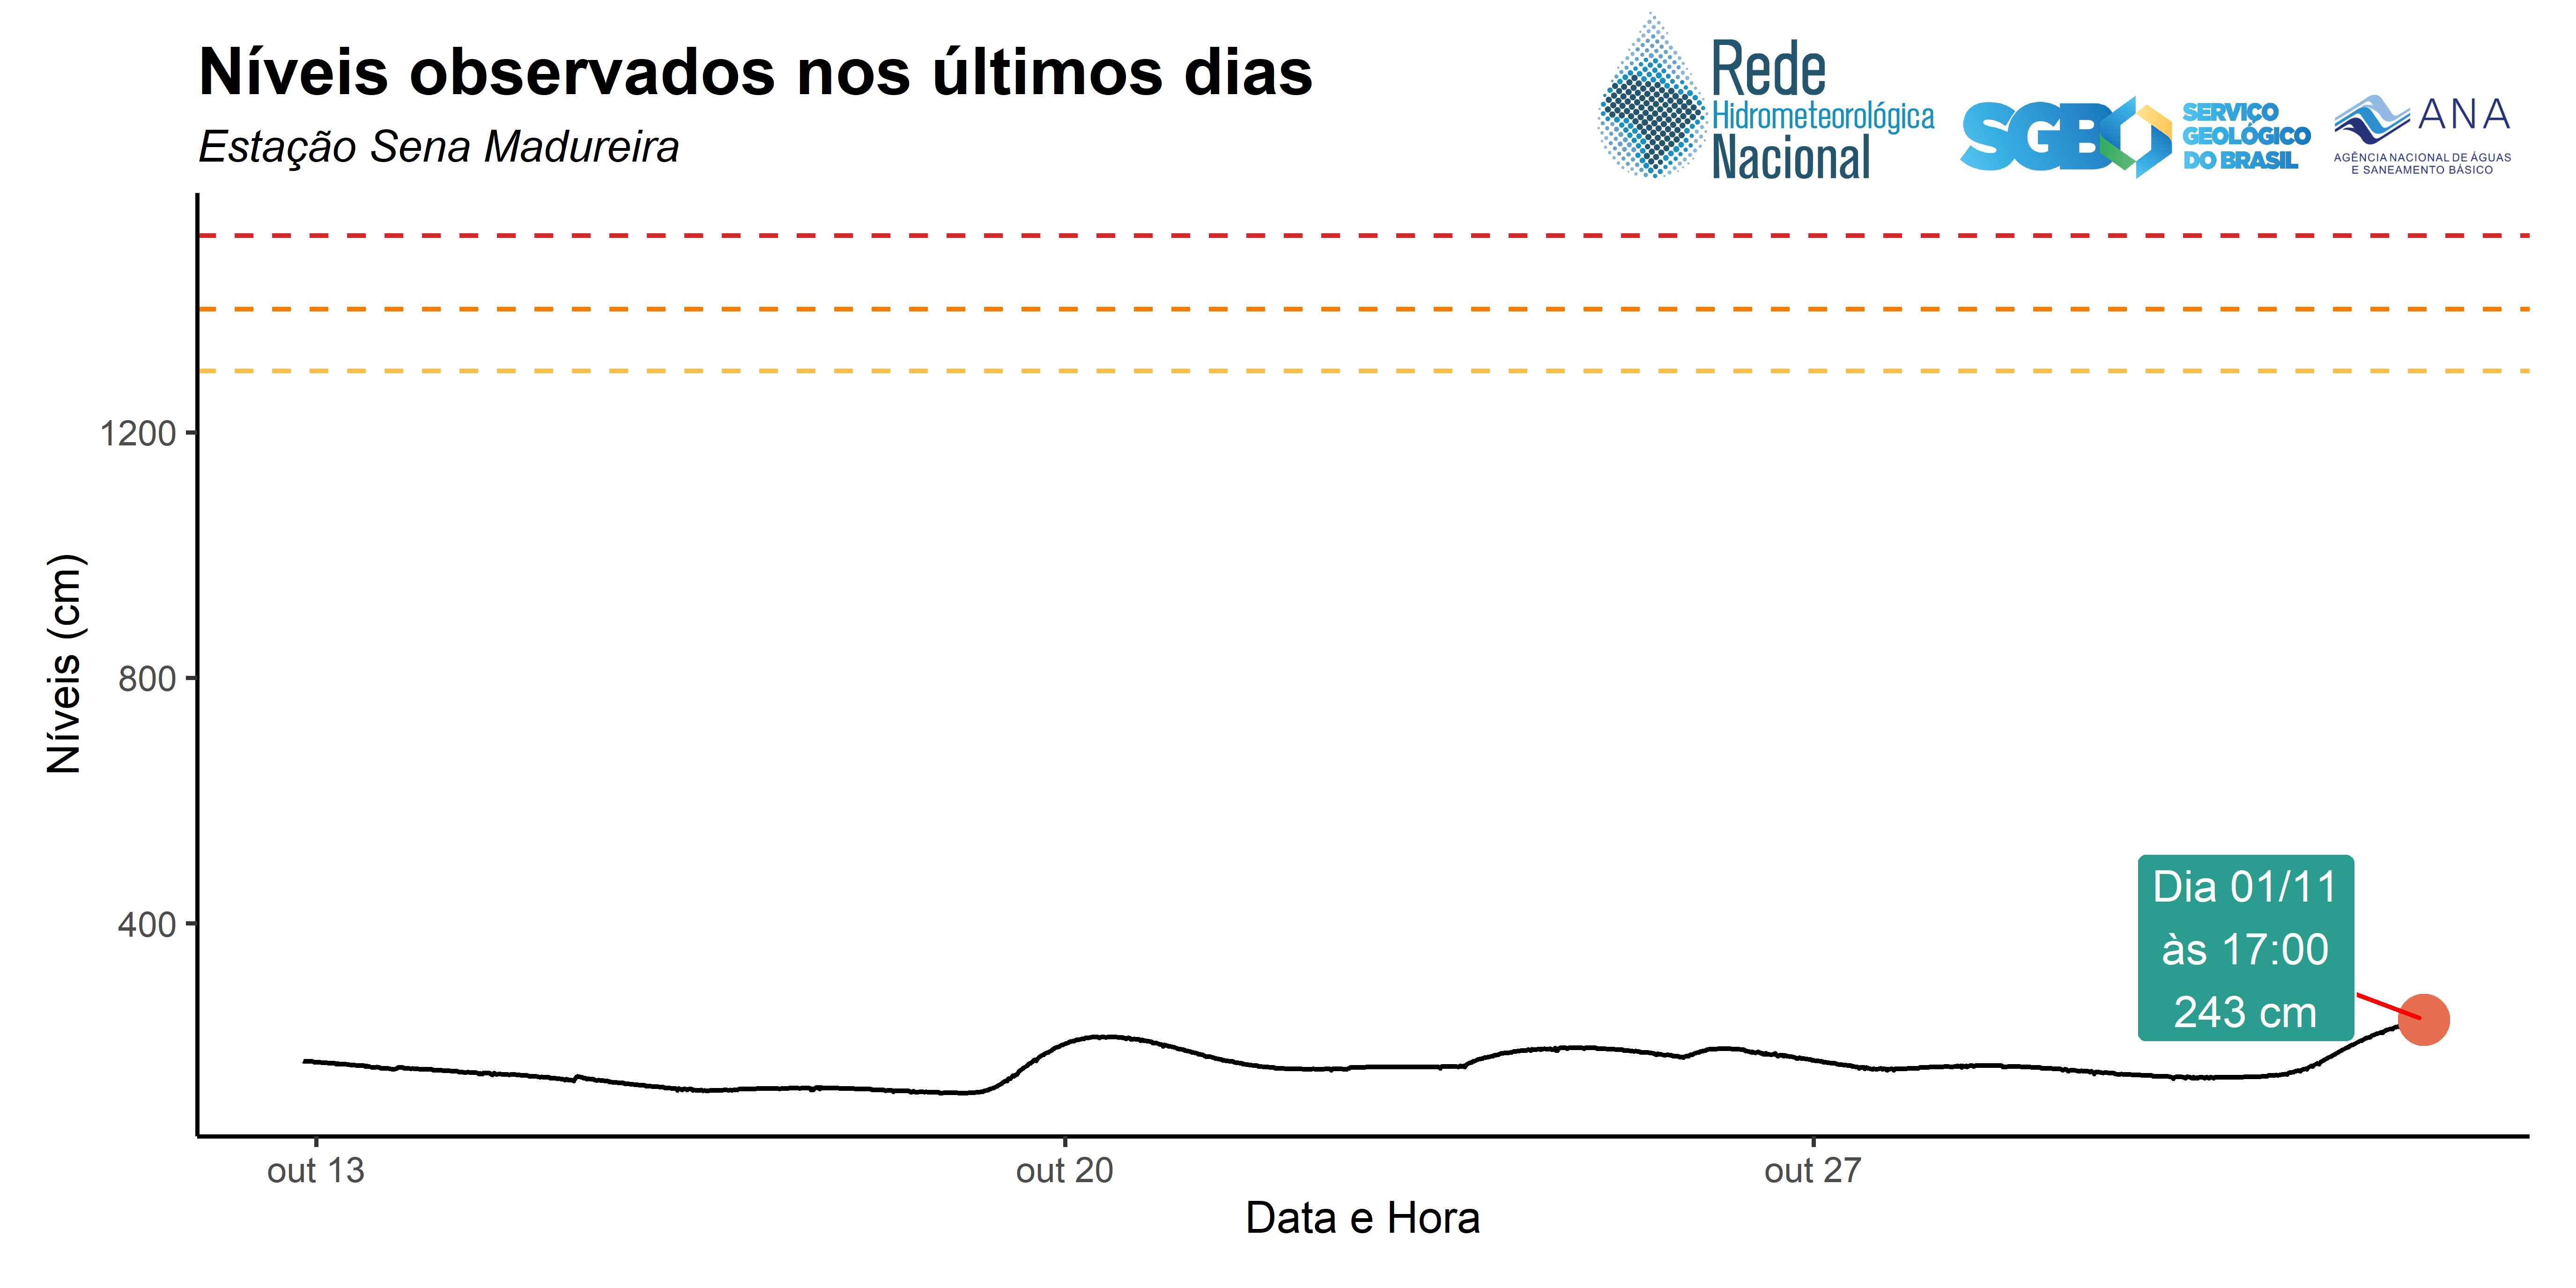 Níveis observados nos últimos dias
Estação Sena Madureira
Rede
Hidrometeorológica
Nacional
SGB
SERVIÇO
GEOLÓGICO
DO BRASIL
ANA
AGÊNCIA NACIONAL DE ÁGUAS
E SANEAMENTO BÁSICO
Níveis (cm)
1200
800
400
Dia 01/11
às 17:00
243 cm
out 13
out 20
out 27
Data e Hora